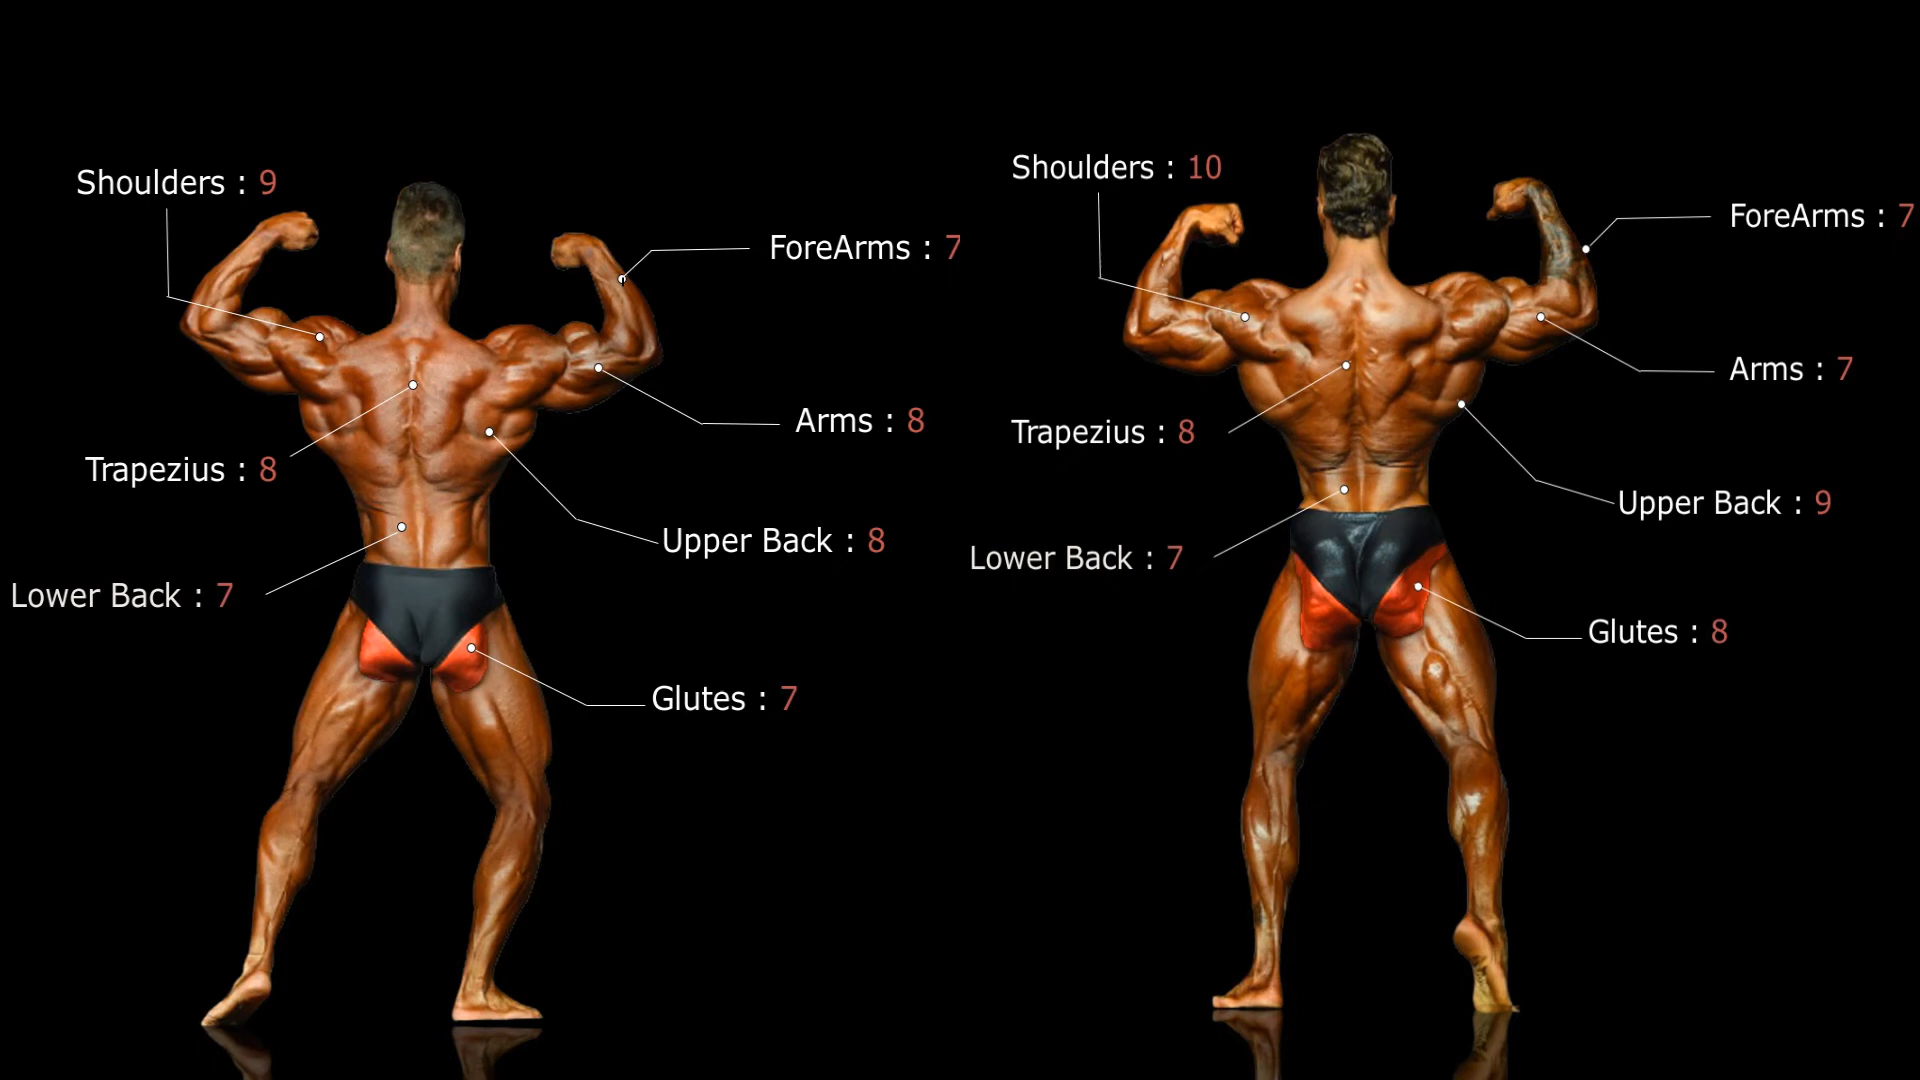 Shoulders : 9
ForeArms : 7
Arms : 8
Trapezius : 8
Upper Back : 8
Lower Back : 7
Glutes : 7
Shoulders : 10
ForeArms : 7
Arms : 7
Trapezius : 8
Upper Back : 9
Lower Back : 7
Glutes : 8